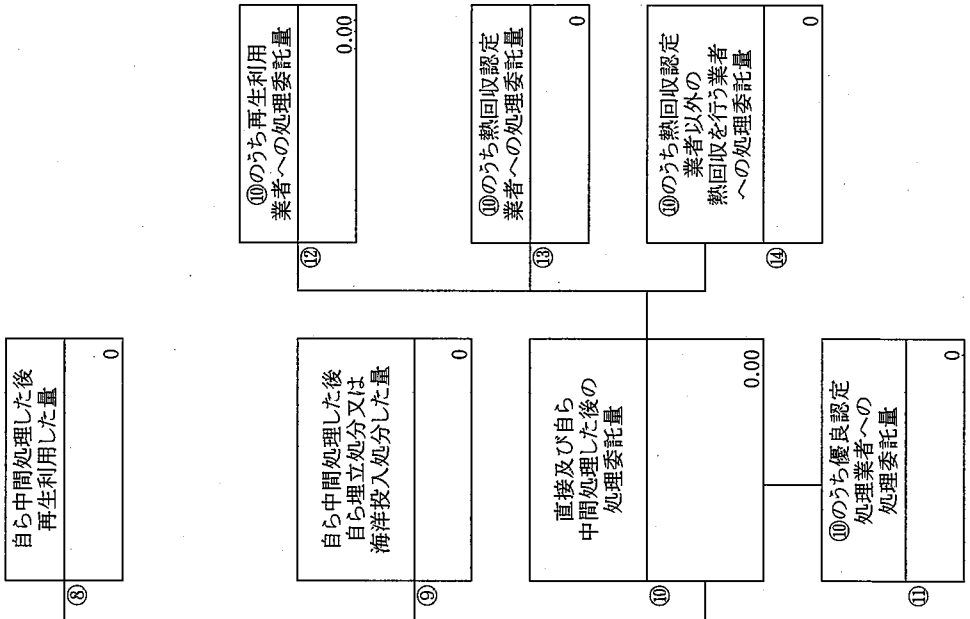 ⑧
自ら中間処理した後
再生利用した量
0
⑨
自ら中間処理した後
自ら埋立処分又は
海洋投入処分した量
0
⑩
直接及び自ら
中間処理した後の
処理委託量
0.00
⑪
⑩のうち優良認定
処理業者への
処理委託量
0
⑫
⑩のうち再生利用
業者への処理委託量
0.00
⑬
⑩のうち熱回収認定
業者への処理委託量
0
⑭
⑩のうち熱回収認定
業者以外の
熱回収を行う業者
への処理委託量
0